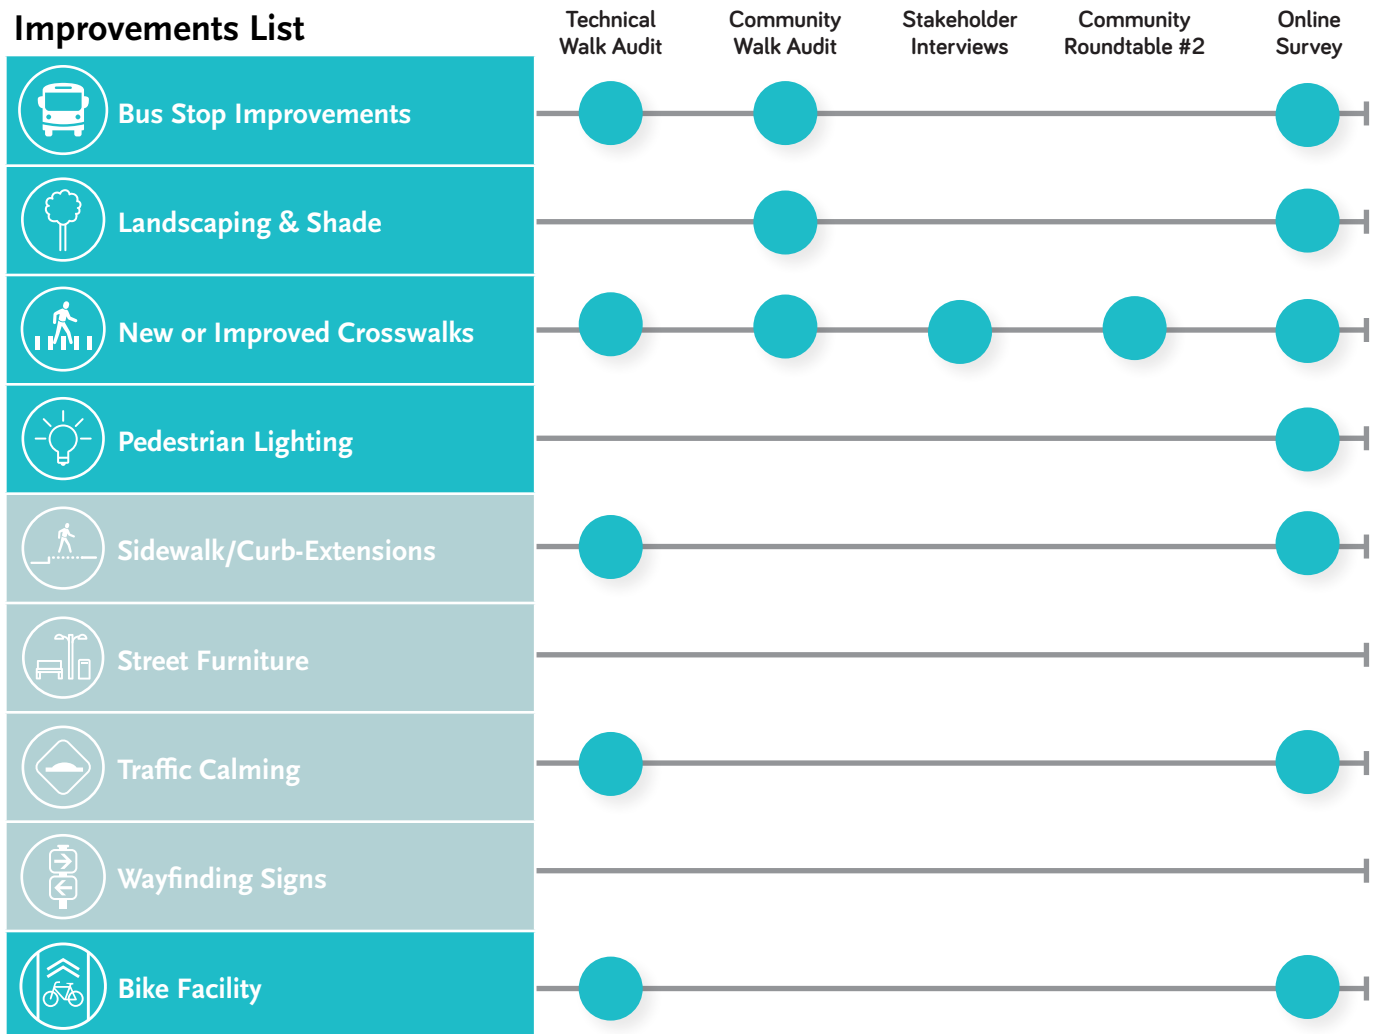 Improvements List
Technical
Walk Audit
Community
Walk Audit
Stakeholder
Interviews
Community
Roundtable #2
Online
Survey
Bus Stop Improvements
Landscaping & Shade
New or Improved Crosswalks
Pedestrian Lighting
Sidewalk/Curb-Extensions
Street Furniture
Traffic Calming
Wayfinding Signs
Bike Facility